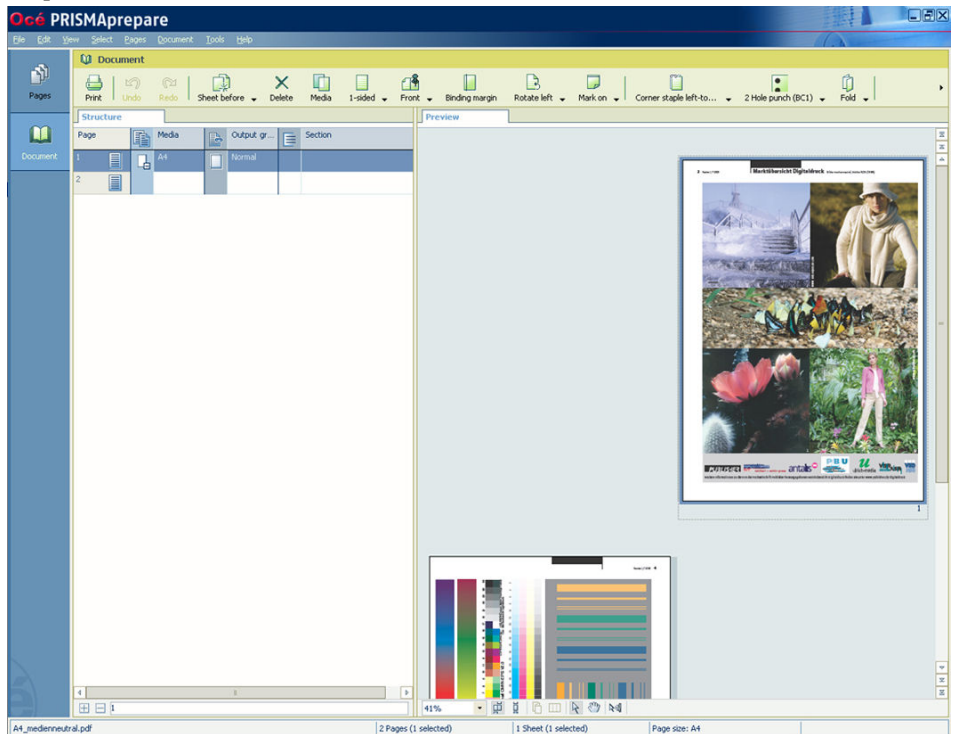 Océ PRISMAprepare
File Edit View Select Pages Document Tools Help
Pages
Document
Document
Print Undo Redo Sheet before Delete Media 1-sided Front Binding margin Rotate left Mark on Corner staple left-to... 2 Hole punch (BC1) Fold
Structure
Page Media Output gr... Section
1 A4 Normal
2
1
Preview
Marktübersicht Digitaldruck
PBU
antalis
1
41%
A4_medienneutral.pdf 2 Pages (1 selected) 1 Sheet (1 selected) Page size: A4